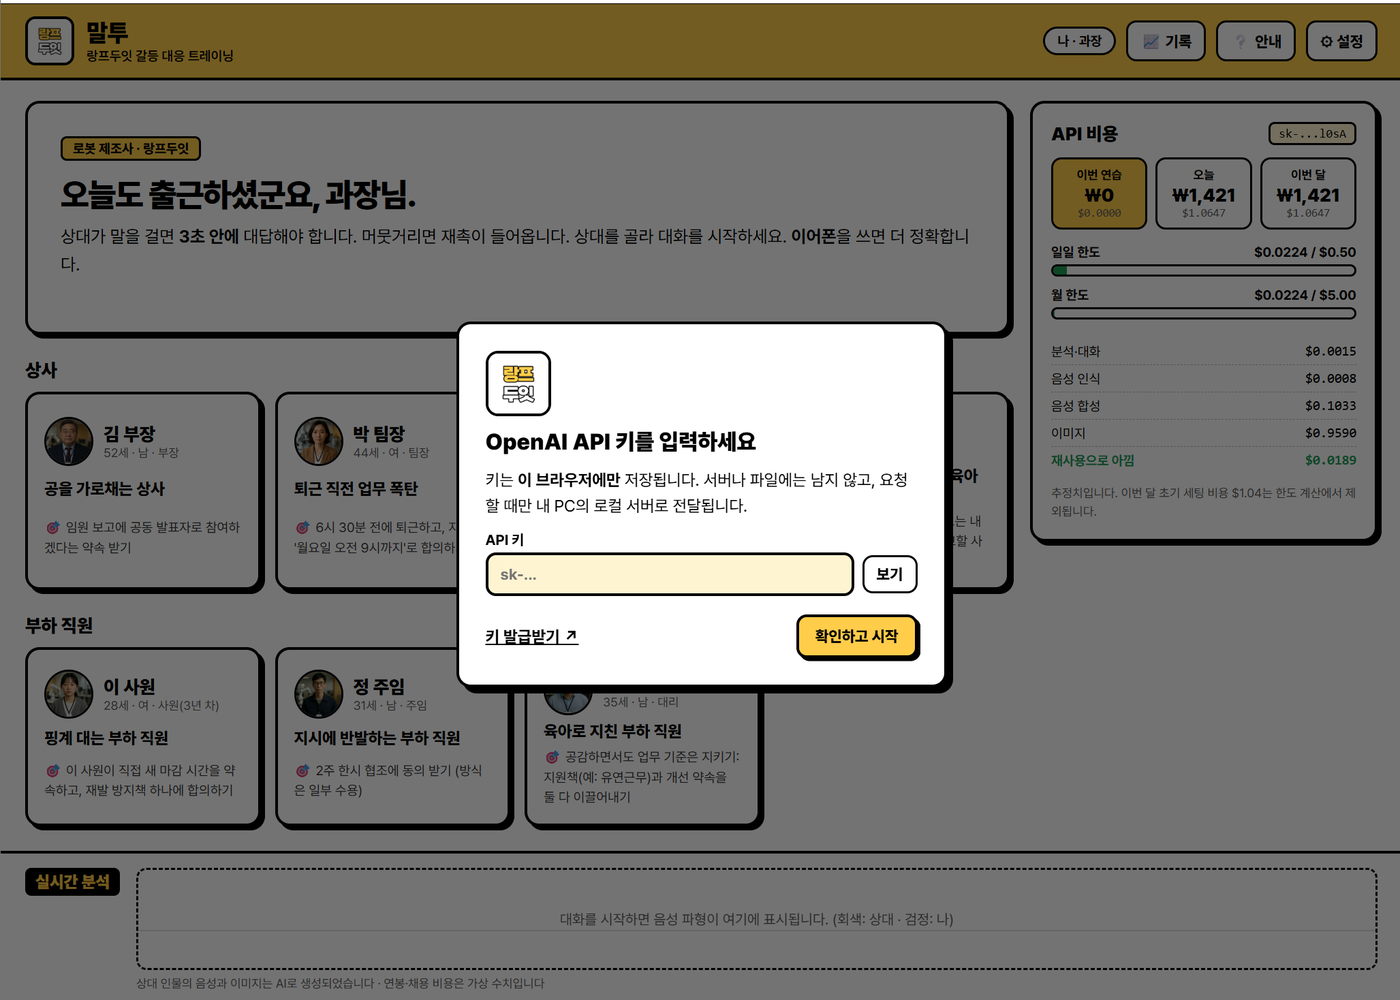 랑프
두잇
말투
랑프두잇 갈등 대응 트레이닝
나 · 과장
📈 기록
❔ 안내
⚙ 설정
로봇 제조사 · 랑프두잇
오늘도 출근하셨군요, 과장님.
상대가 말을 걸면 3초 안에 대답해야 합니다. 머뭇거리면 재촉이 들어옵니다. 상대를 골라 대화를 시작하세요. 이어폰을 쓰면 더 정확합니
다.
API 비용
sk-...l0sA
이번 연습
₩0
$0.0000
오늘
₩1,421
$1.0647
이번 달
₩1,421
$1.0647
일일 한도 $0.0224 / $0.50
월 한도 $0.0224 / $5.00
분석·대화 $0.0015
음성 인식 $0.0008
음성 합성 $0.1033
이미지 $0.9590
재사용으로 아낌 $0.0189
추정치입니다. 이번 달 초기 세팅 비용 $1.04는 한도 계산에서 제
외됩니다.
상사
김 부장
52세 · 남 · 부장
공을 가로채는 상사
🎯 임원 보고에 공동 발표자로 참여하
겠다는 약속 받기
박 팀장
44세 · 여 · 팀장
퇴근 직전 업무 폭탄
🎯 6시 30분 전에 퇴근하고, 지
'월요일 오전 9시까지'로 합의하
육아
는 내
할 사
랑프
두잇
OpenAI API 키를 입력하세요
키는 이 브라우저에만 저장됩니다. 서버나 파일에는 남지 않고, 요청
할 때만 내 PC의 로컬 서버로 전달됩니다.
API 키
sk-...
보기
키 발급받기 ↗
확인하고 시작
부하 직원
이 사원
28세 · 여 · 사원(3년 차)
핑계 대는 부하 직원
🎯 이 사원이 직접 새 마감 시간을 약
속하고, 재발 방지책 하나에 합의하기
정 주임
31세 · 남 · 주임
지시에 반발하는 부하 직원
🎯 2주 한시 협조에 동의 받기 (방식
은 일부 수용)
35세 · 남 · 대리
육아로 지친 부하 직원
🎯 공감하면서도 업무 기준은 지키기:
지원책(예: 유연근무)과 개선 약속을
둘 다 이끌어내기
실시간 분석
대화를 시작하면 음성 파형이 여기에 표시됩니다. (회색: 상대 · 검정: 나)
상대 인물의 음성과 이미지는 AI로 생성되었습니다 · 연봉·채용 비용은 가상 수치입니다